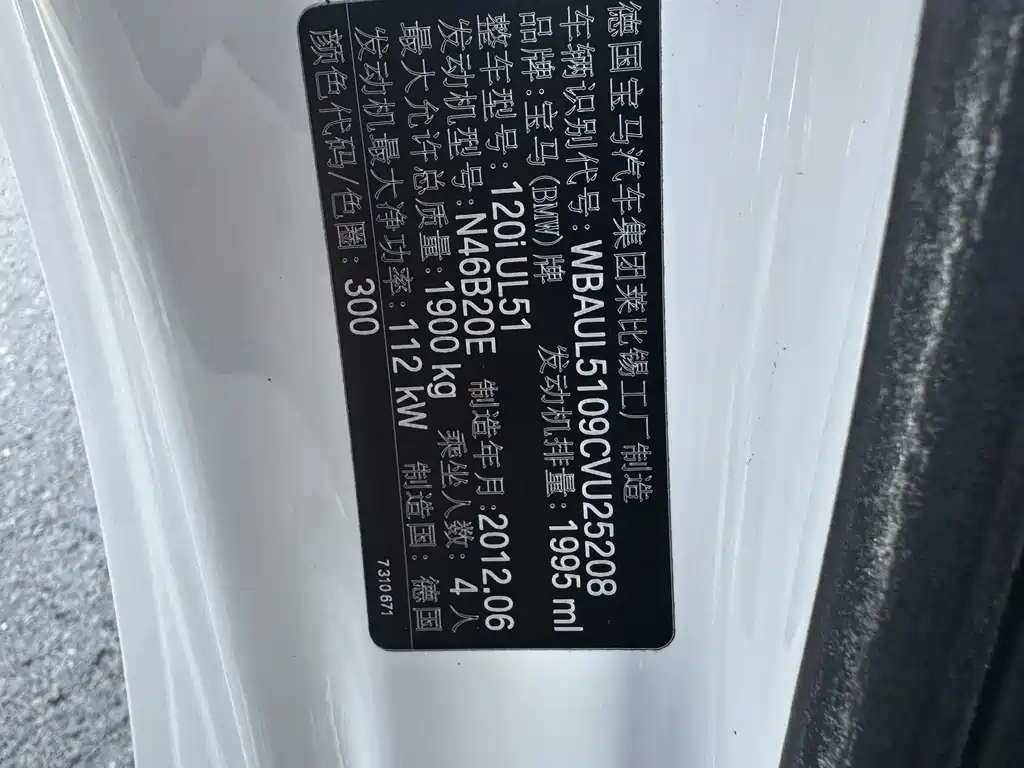 德国宝马汽车集团莱比锡工厂制造
车辆识别代号:WBAUL5109CVU25208
品牌:宝马(BMW)牌 发动机排量:1995 ml
整车型号:120i UL51
发动机型号:N46B20E 制造年月:2012.06
最大允许总质量:1900 kg 乘坐人数:4人
发动机最大净功率:112 kW 制造国:德国
颜色代码/色圈:300 7310671